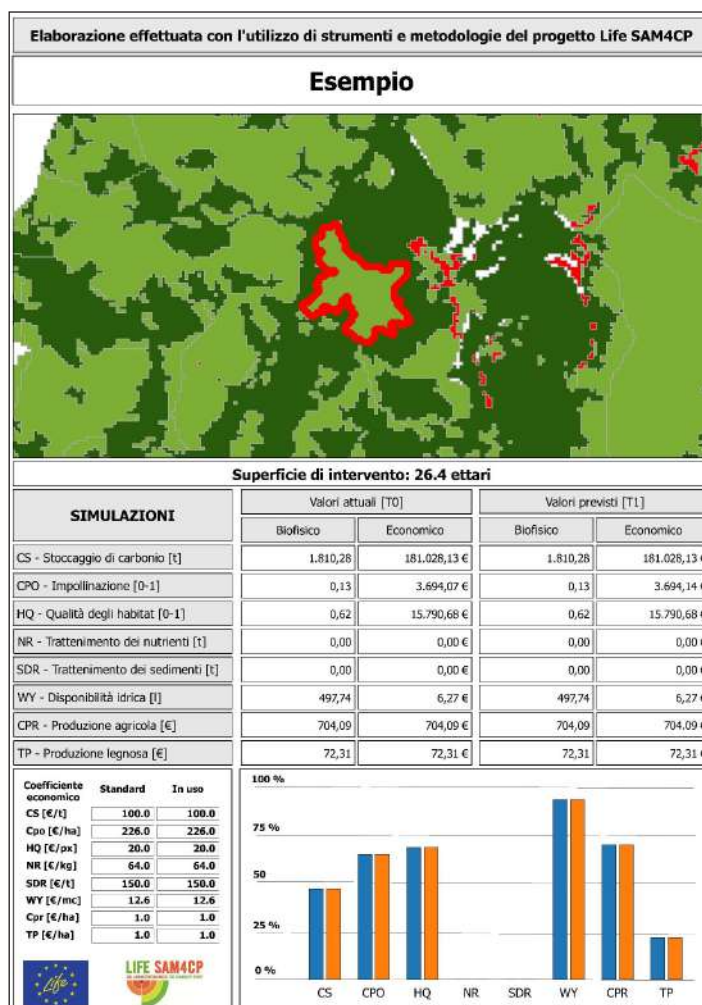 Elaborazione effettuata con l'utilizzo di strumenti e metodologie del progetto Life SAM4CP
Esempio
Superficie di intervento: 26.4 ettari
SIMULAZIONI
Valori attuali [T0] Valori previsti [T1]
Biofisico Economico Biofisico Economico
CS - Stoccaggio di carbonio [t] 1.810,28 181.028,13 € 1.810,28 181.028,13 €
CPO - Impollinazione [0-1] 0,13 3.694,07 € 0,13 3.694,14 €
HQ - Qualità degli habitat [0-1] 0,62 15.790,68 € 0,62 15.790,68 €
NR - Trattenimento dei nutrienti [t] 0,00 0,00 € 0,00 0,00 €
SDR - Trattenimento dei sedimenti [t] 0,00 0,00 € 0,00 0,00 €
WY - Disponibilità idrica [l] 497,74 6,27 € 497,74 6,27 €
CPR - Produzione agricola [€] 704,09 704,09 € 704,09 704,09 €
TP - Produzione legnosa [€] 72,31 72,31 € 72,31 72,31 €
Coefficiente economico Standard In uso
CS [€/t] 100.0 100.0
Cpo [€/ha] 226.0 226.0
HQ [€/px] 20.0 20.0
NR [€/kg] 64.0 64.0
SDR [€/t] 150.0 150.0
WY [€/mc] 12.6 12.6
Cpr [€/ha] 1.0 1.0
TP [€/ha] 1.0 1.0
100 %
75 %
50
25 %
0 %
CS CPO HQ NR SDR WY CPR TP
Life
LIFE SAM4CP